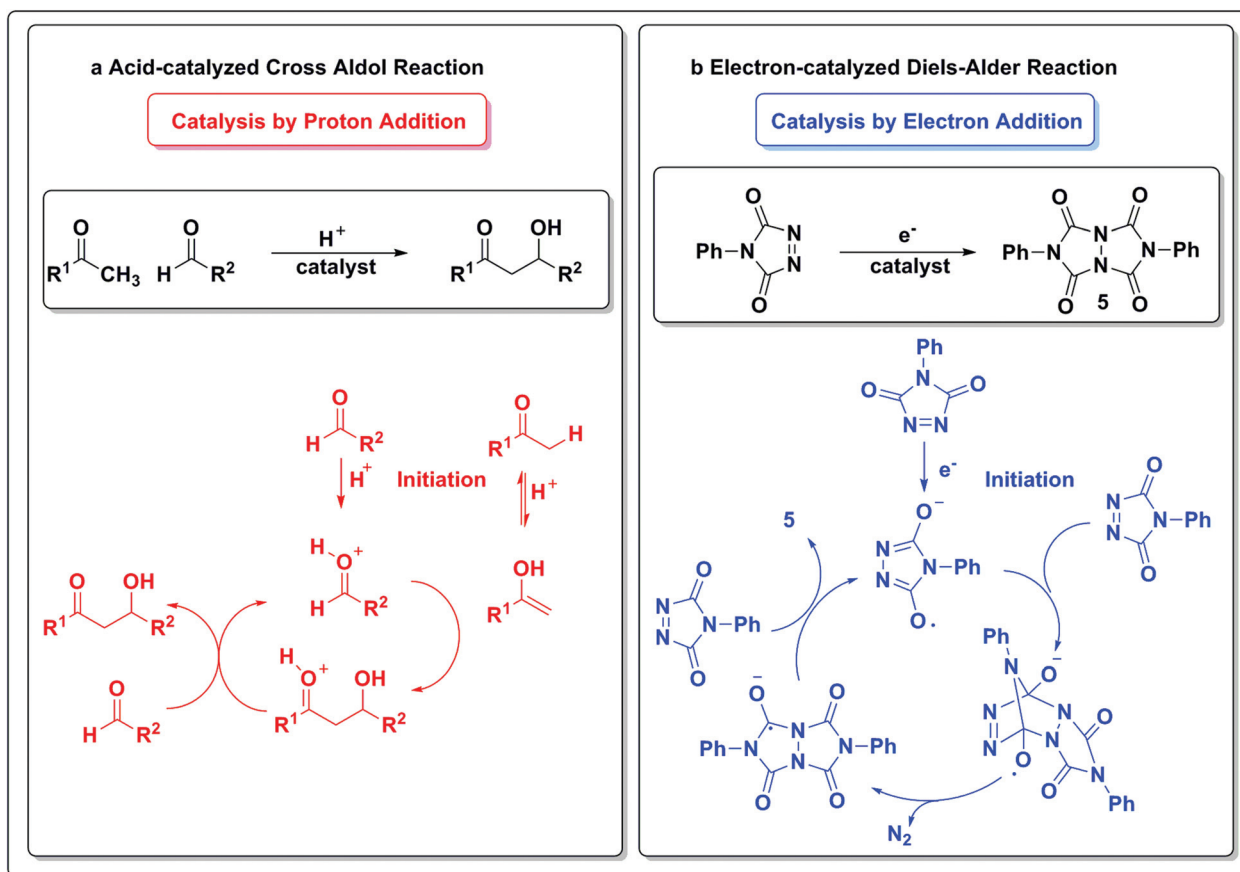 a Acid-catalyzed Cross Aldol Reaction
Catalysis by Proton Addition
O
R¹ CH₃
O
H R²
H⁺
catalyst
O OH
R¹ R²
O
H R²
H⁺
Initiation
O
R¹ H
H⁺
H
O⁺
H R²
OH
R¹
O OH
R¹ R²
H
O⁺ OH
R¹ R²
O
H R²
b Electron-catalyzed Diels-Alder Reaction
Catalysis by Electron Addition
O
Ph N N
N
O
e⁻
catalyst
O O
Ph N N N Ph
N
O 5 O
Ph
N
O O
N=N
e⁻
Initiation
O
N
N N Ph
O
5
O⁻
N
N N Ph
O·
O
N
N N Ph
O
O⁻ O
Ph N N N Ph
N
O O
Ph
N O⁻
N N O
N N
O· N
O Ph
N₂